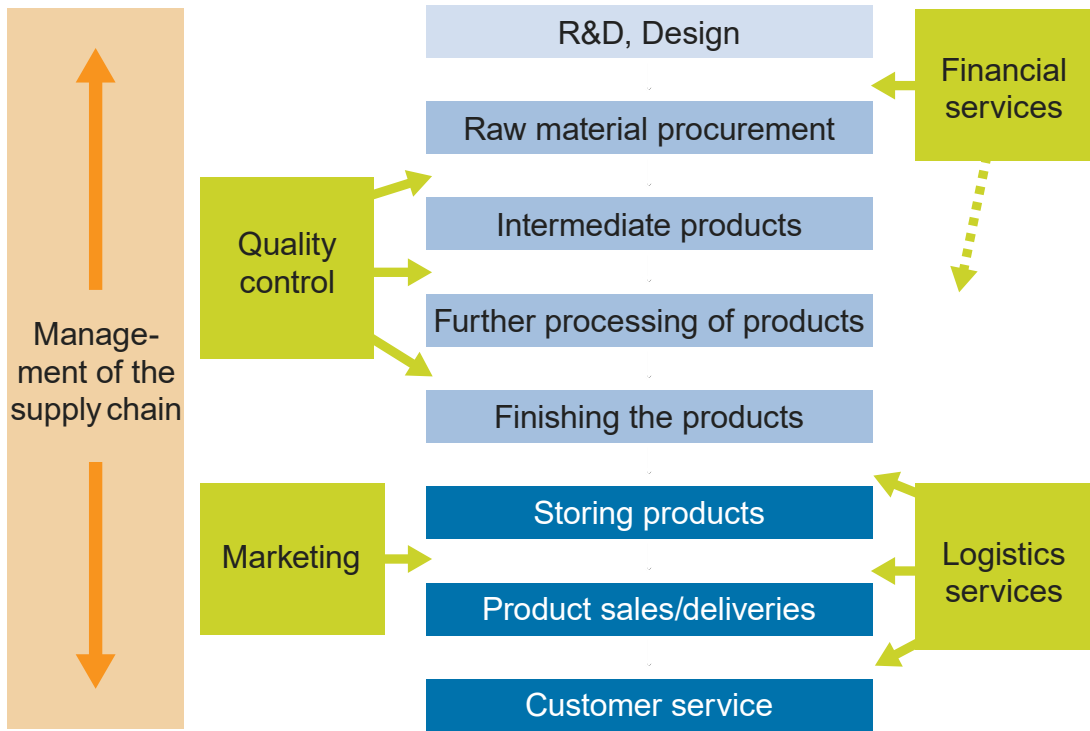 R&D, Design
Financial
services
Raw material procurement
Quality
control
Intermediate products
Further processing of products
Manage-
ment of the
supply chain
Finishing the products
Storing products
Marketing
Logistics
services
Product sales/deliveries
Customer service